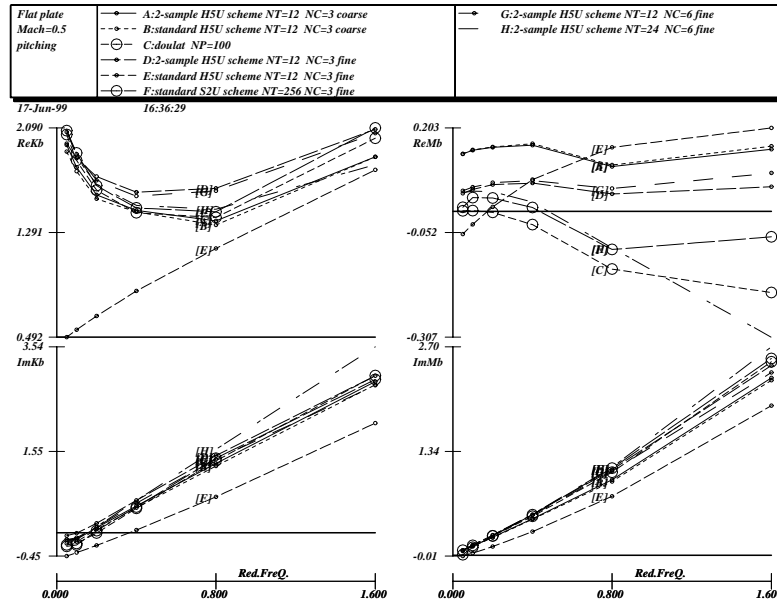 Flat plate
Mach=0.5
pitching
A:2-sample H5U scheme NT=12 NC=3 coarse
B:standard H5U scheme NT=12 NC=3 coarse
C:doulat NP=100
D:2-sample H5U scheme NT=12 NC=3 fine
E:standard H5U scheme NT=12 NC=3 fine
F:standard S2U scheme NT=256 NC=3 fine
G:2-sample H5U scheme NT=12 NC=6 fine
H:2-sample H5U scheme NT=24 NC=6 fine
17-Jun-99 16:36:29
2.090
ReKb
1.291
0.492
[G]
[B]
[E]
0.203
ReMb
-0.052
-0.307
[E]
[D]
[C]
3.54
ImKb
1.55
-0.45
[H]
[E]
0.000 0.800 1.600
Red.FreQ.
2.70
ImMb
1.34
-0.01
[E]
0.000 0.800 1.600
Red.FreQ.